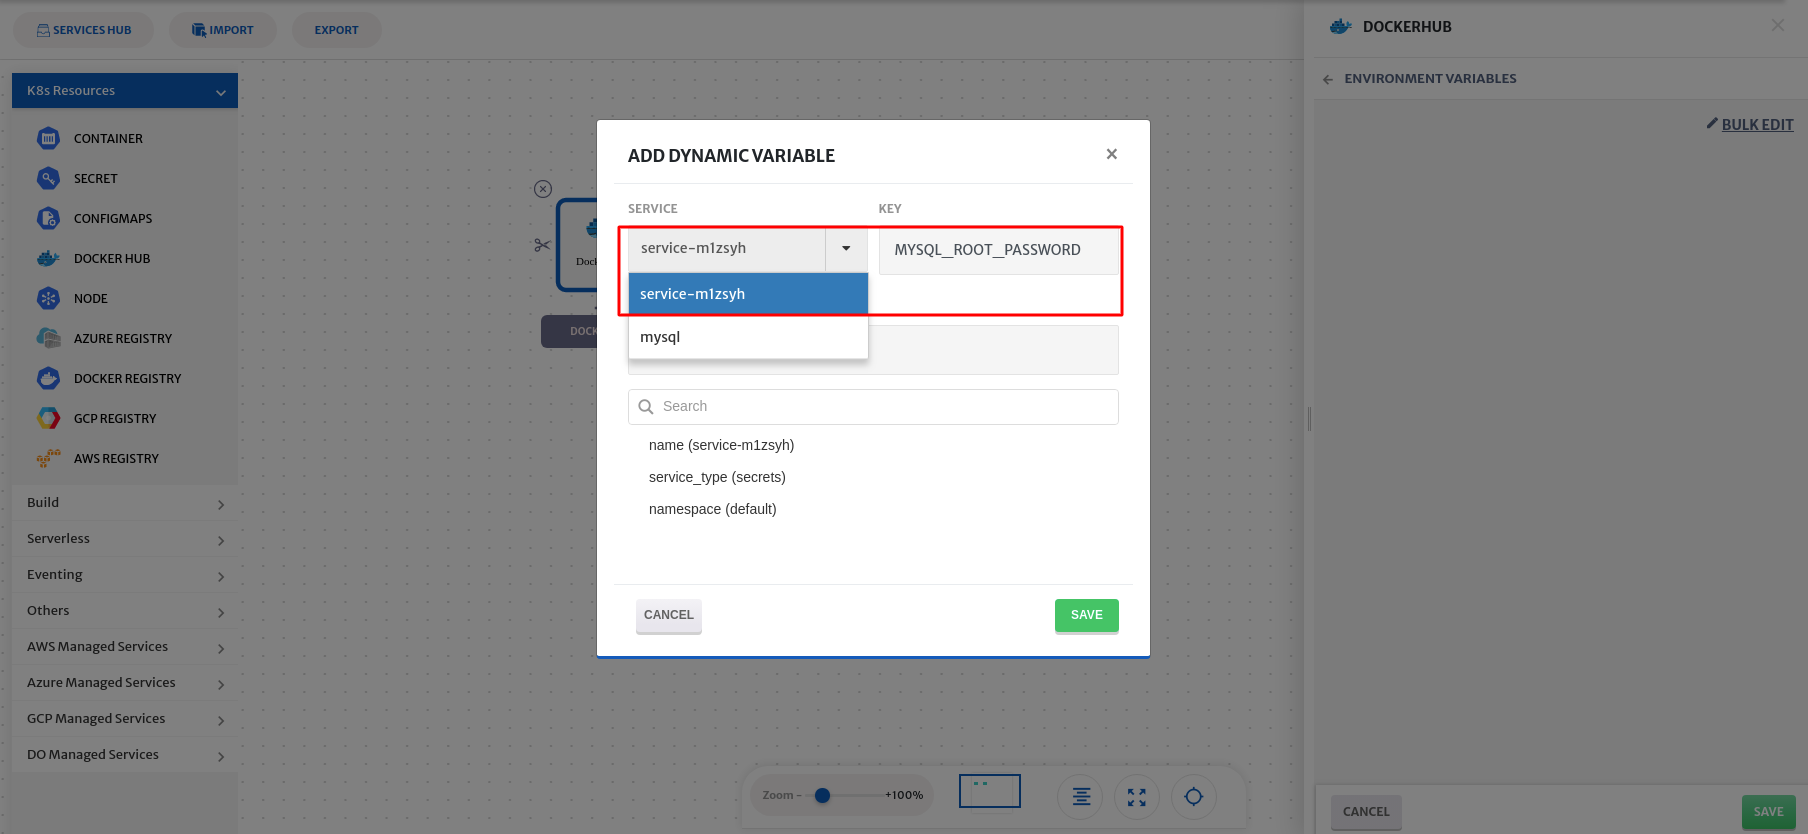 SERVICES HUB
IMPORT
EXPORT
DOCKERHUB
K8s Resources
ENVIRONMENT VARIABLES
BULK EDIT
CONTAINER
SECRET
CONFIGMAPS
DOCKER HUB
NODE
AZURE REGISTRY
DOCKER REGISTRY
GCP REGISTRY
AWS REGISTRY
Build
Serverless
Eventing
Others
AWS Managed Services
Azure Managed Services
GCP Managed Services
DO Managed Services
Dock
DOCK
ADD DYNAMIC VARIABLE
SERVICE
KEY
service-m1zsyh
MYSQL_ROOT_PASSWORD
service-m1zsyh
mysql
Search
name (service-m1zsyh)
service_type (secrets)
namespace (default)
CANCEL
SAVE
Zoom -
+100%
CANCEL
SAVE